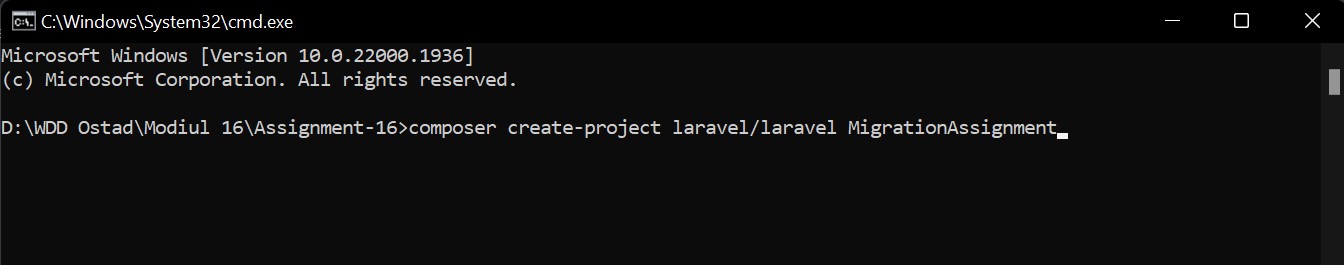 C:\Windows\System32\cmd.exe
Microsoft Windows [Version 10.0.22000.1936]
(c) Microsoft Corporation. All rights reserved.
D:\WDD Ostad\Modiul 16\Assignment-16>composer create-project laravel/laravel MigrationAssignment